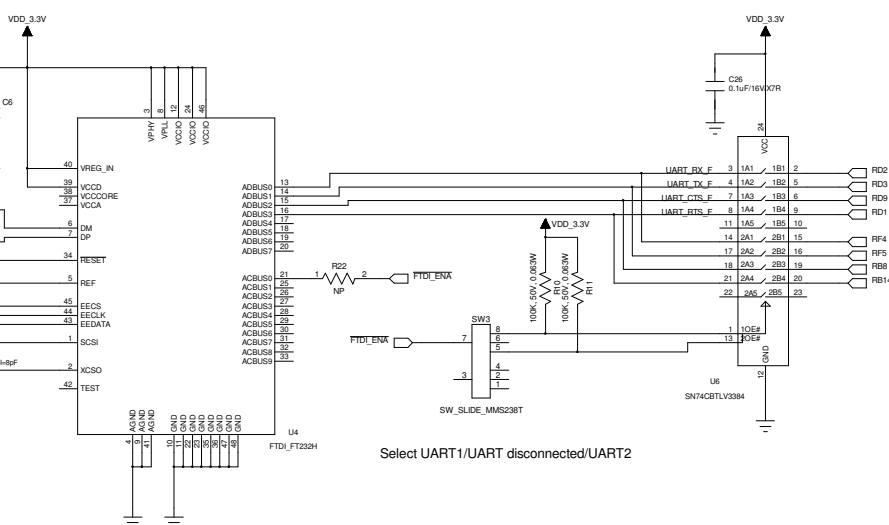 VDD_3.3V
VDD_3.3V
C6
C26
0.1uF/16V/X7R
3
8
12
24
46
VPHY
VPLL
VCCIO
VCCIO
VCCIO
24
VCC
40 VREG_IN
39 VCCD
38 VCCCORE
37 VCCA
6 DM
7 DP
34 RESET
5 REF
45 EECS
44 EECLK
43 EEDATA
1 SCSI
2 XCSO
42 TEST
I=8pF
ADBUS0 13
ADBUS1 14
ADBUS2 15
ADBUS3 16
ADBUS4 17
ADBUS5 18
ADBUS6 19
ADBUS7 20
ACBUS0 21
ACBUS1 25
ACBUS2 26
ACBUS3 27
ACBUS4 28
ACBUS5 29
ACBUS6 30
ACBUS7 31
ACBUS8 32
ACBUS9 33
AGND
AGND
AGND
GND
GND
GND
GND
GND
GND
GND
4
9
41
10
11
22
23
35
36
47
48
U4
FTDI_FT232H
R22
1 2
NP
FTDI_ENA
VDD_3.3V
R10
100K, 50V, 0.063W
R11
100K, 50V, 0.063W
FTDI_ENA
SW3
7
3
8
6
5
4
2
1
SW_SLIDE_MMS238T
UART_RX_F 3 1A1 1B1 2 RD2
UART_TX_F 4 1A2 1B2 5 RD3
UART_CTS_F 7 1A3 1B3 6 RD9
UART_RTS_F 8 1A4 1B4 9 RD1
11 1A5 1B5 10
14 2A1 2B1 15 RF4
17 2A2 2B2 16 RF5
18 2A3 2B3 19 RB8
21 2A4 2B4 20 RB14
22 2A5 2B5 23
1 1OE#
13 2OE#
GND
12
U6
SN74CBTLV3384
Select UART1/UART disconnected/UART2